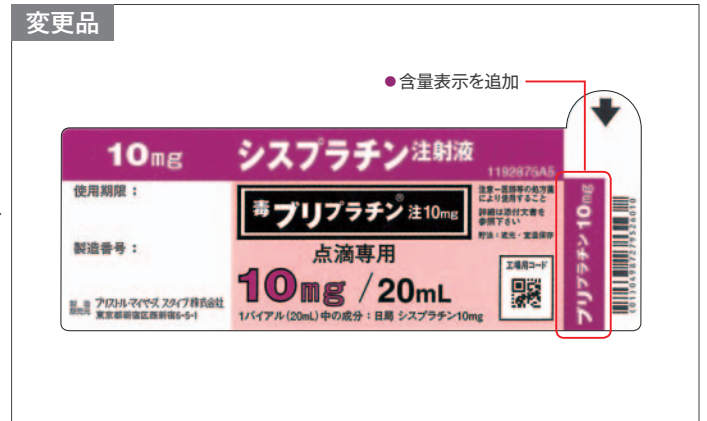 変更品
●含量表示を追加
10mg
シスプラチン注射液
1192875A5
使用期限：
製造番号：
製造
販売元
ブリストル・マイヤーズ スクイブ株式会社
東京都新宿区西新宿6-5-1
毒 ブリプラチン® 注10mg
点滴専用
10mg/20mL
1バイアル(20mL)中の成分：日局 シスプラチン10mg
注意－医師等の処方箋
により使用すること
詳細は添付文書を
参照下さい
貯法：遮光・室温保存
工場用コード
ブリプラチン10mg
(01)04987279526010